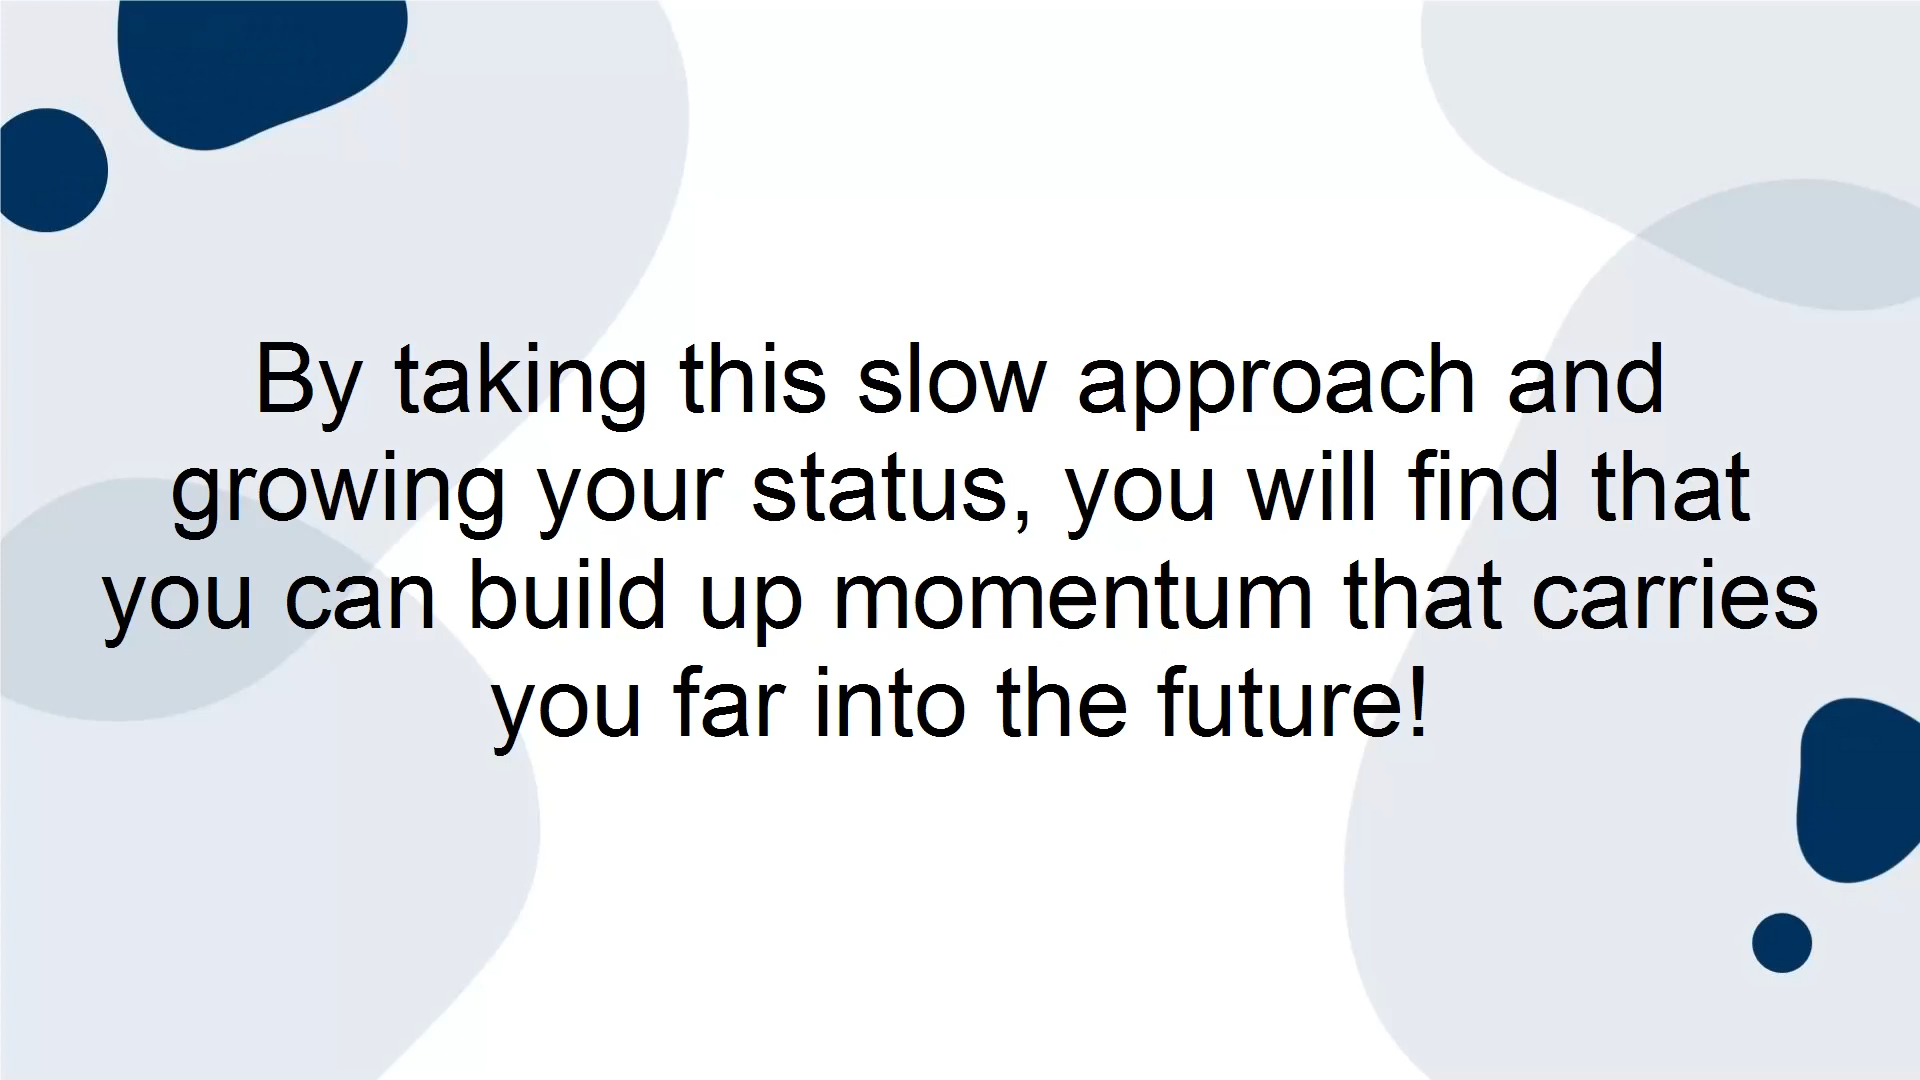 By taking this slow approach and
growing your status, you will find that
you can build up momentum that carries
you far into the future!